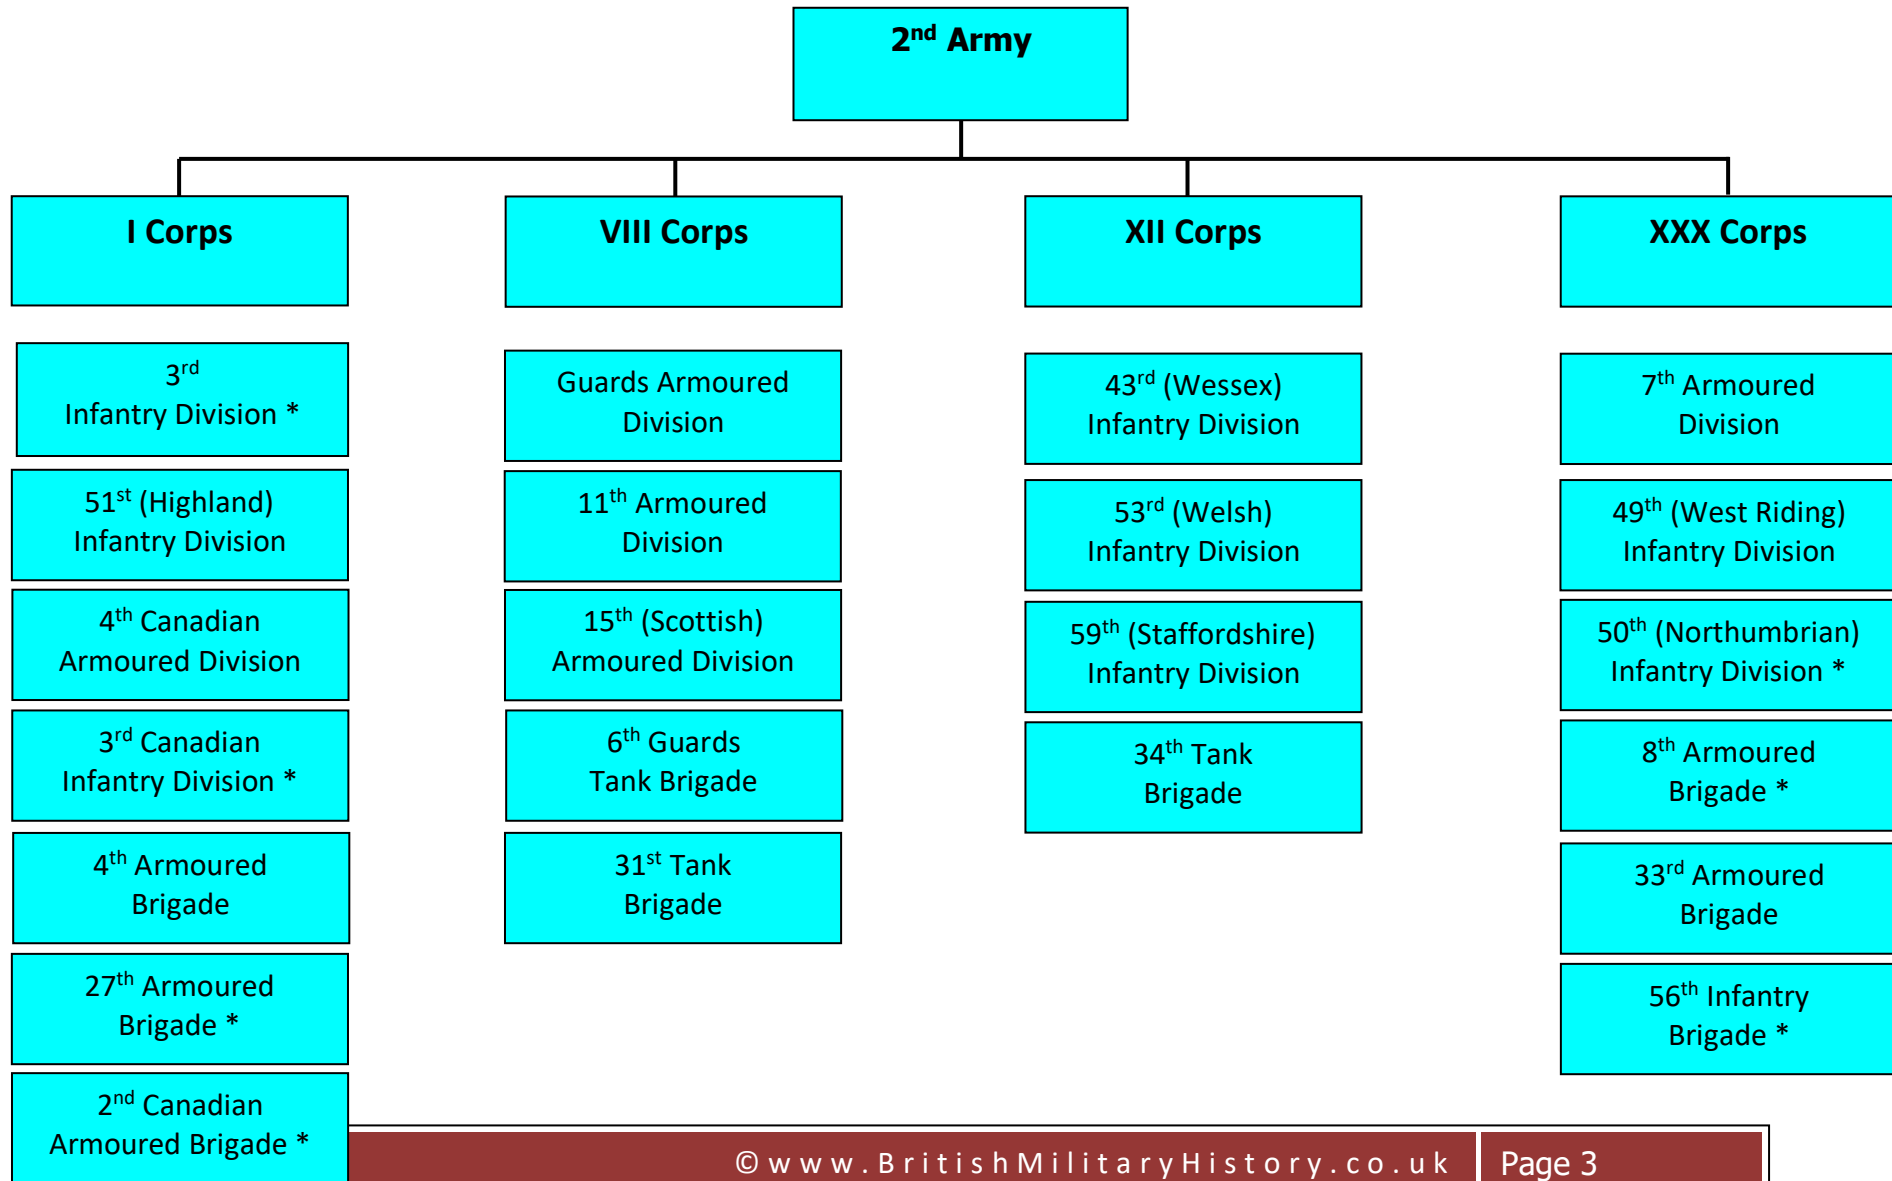 2nd Army
I Corps
VIII Corps
XII Corps
XXX Corps
3rd
Infantry Division *
51st (Highland)
Infantry Division
4th Canadian
Armoured Division
3rd Canadian
Infantry Division *
4th Armoured
Brigade
27th Armoured
Brigade *
2nd Canadian
Armoured Brigade *
Guards Armoured
Division
11th Armoured
Division
15th (Scottish)
Armoured Division
6th Guards
Tank Brigade
31st Tank
Brigade
43rd (Wessex)
Infantry Division
53rd (Welsh)
Infantry Division
59th (Staffordshire)
Infantry Division
34th Tank
Brigade
7th Armoured
Division
49th (West Riding)
Infantry Division
50th (Northumbrian)
Infantry Division *
8th Armoured
Brigade *
33rd Armoured
Brigade
56th Infantry
Brigade *
©www.BritishMilitaryHistory.co.uk
Page 3